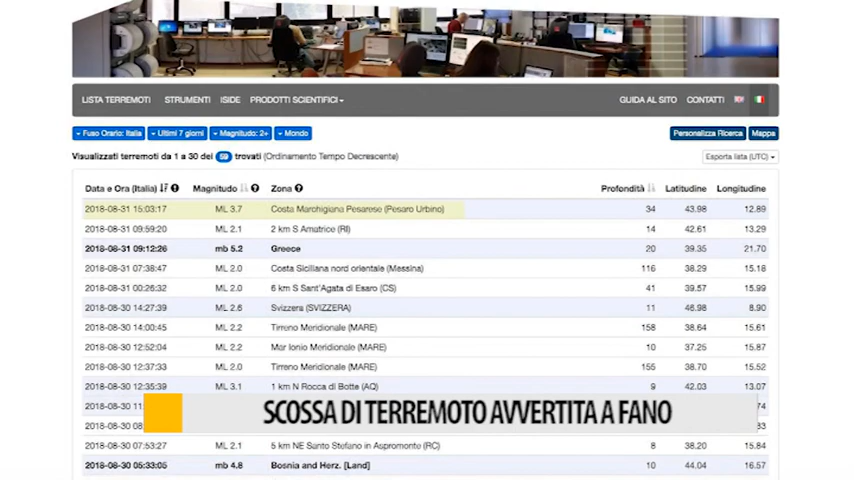 LISTA TERREMOTI STRUMENTI ISIDE PRODOTTI SCIENTIFICI GUIDA AL SITO CONTATTI
Fuso Orario: Italia Ultimi 7 giorni Magnitudo: 2+ Mondo Personalizza Ricerca Mappa
Visualizzati terremoti da 1 a 30 dei 59 trovati (Ordinamento Tempo Decrescente) Esporta lista (UTC)
Data e Ora (Italia) Magnitudo Zona Profondità Latitudine Longitudine
2018-08-31 15:03:17 ML 3.7 Costa Marchigiana Pesarese (Pesaro Urbino) 34 43.98 12.89
2018-08-31 09:59:20 ML 2.1 2 km S Amatrice (RI) 14 42.61 13.29
2018-08-31 09:12:26 mb 5.2 Greece 20 39.35 21.70
2018-08-31 07:38:47 ML 2.0 Costa Siciliana nord orientale (Messina) 116 38.29 15.18
2018-08-31 00:26:32 ML 2.0 6 km S Sant'Agata di Esaro (CS) 41 39.57 15.99
2018-08-30 14:27:39 ML 2.6 Svizzera (SVIZZERA) 11 46.98 8.90
2018-08-30 14:00:45 ML 2.2 Tirreno Meridionale (MARE) 158 38.64 15.61
2018-08-30 12:52:04 ML 2.2 Mar Ionio Meridionale (MARE) 10 37.25 15.87
2018-08-30 12:37:33 ML 2.0 Tirreno Meridionale (MARE) 155 38.70 15.52
2018-08-30 12:35:39 ML 3.1 1 km N Rocca di Botte (AQ) 9 42.03 13.07
2018-08-30 11: 74
SCOSSA DI TERREMOTO AVVERTITA A FANO
2018-08-30 08: 83
2018-08-30 07:53:27 ML 2.1 5 km NE Santo Stefano in Aspromonte (RC) 8 38.20 15.84
2018-08-30 05:33:05 mb 4.8 Bosnia and Herz. [Land] 10 44.04 16.57